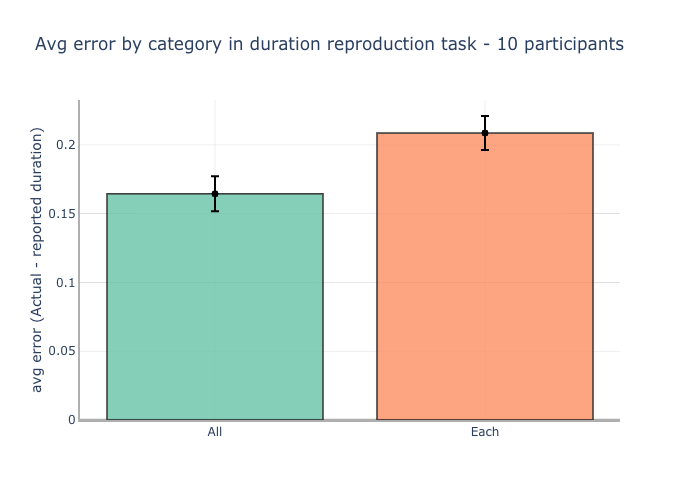 Avg error by category in duration reproduction task - 10 participants
avg error (Actual - reported duration)
0.2
0.15
0.1
0.05
0
All
Each